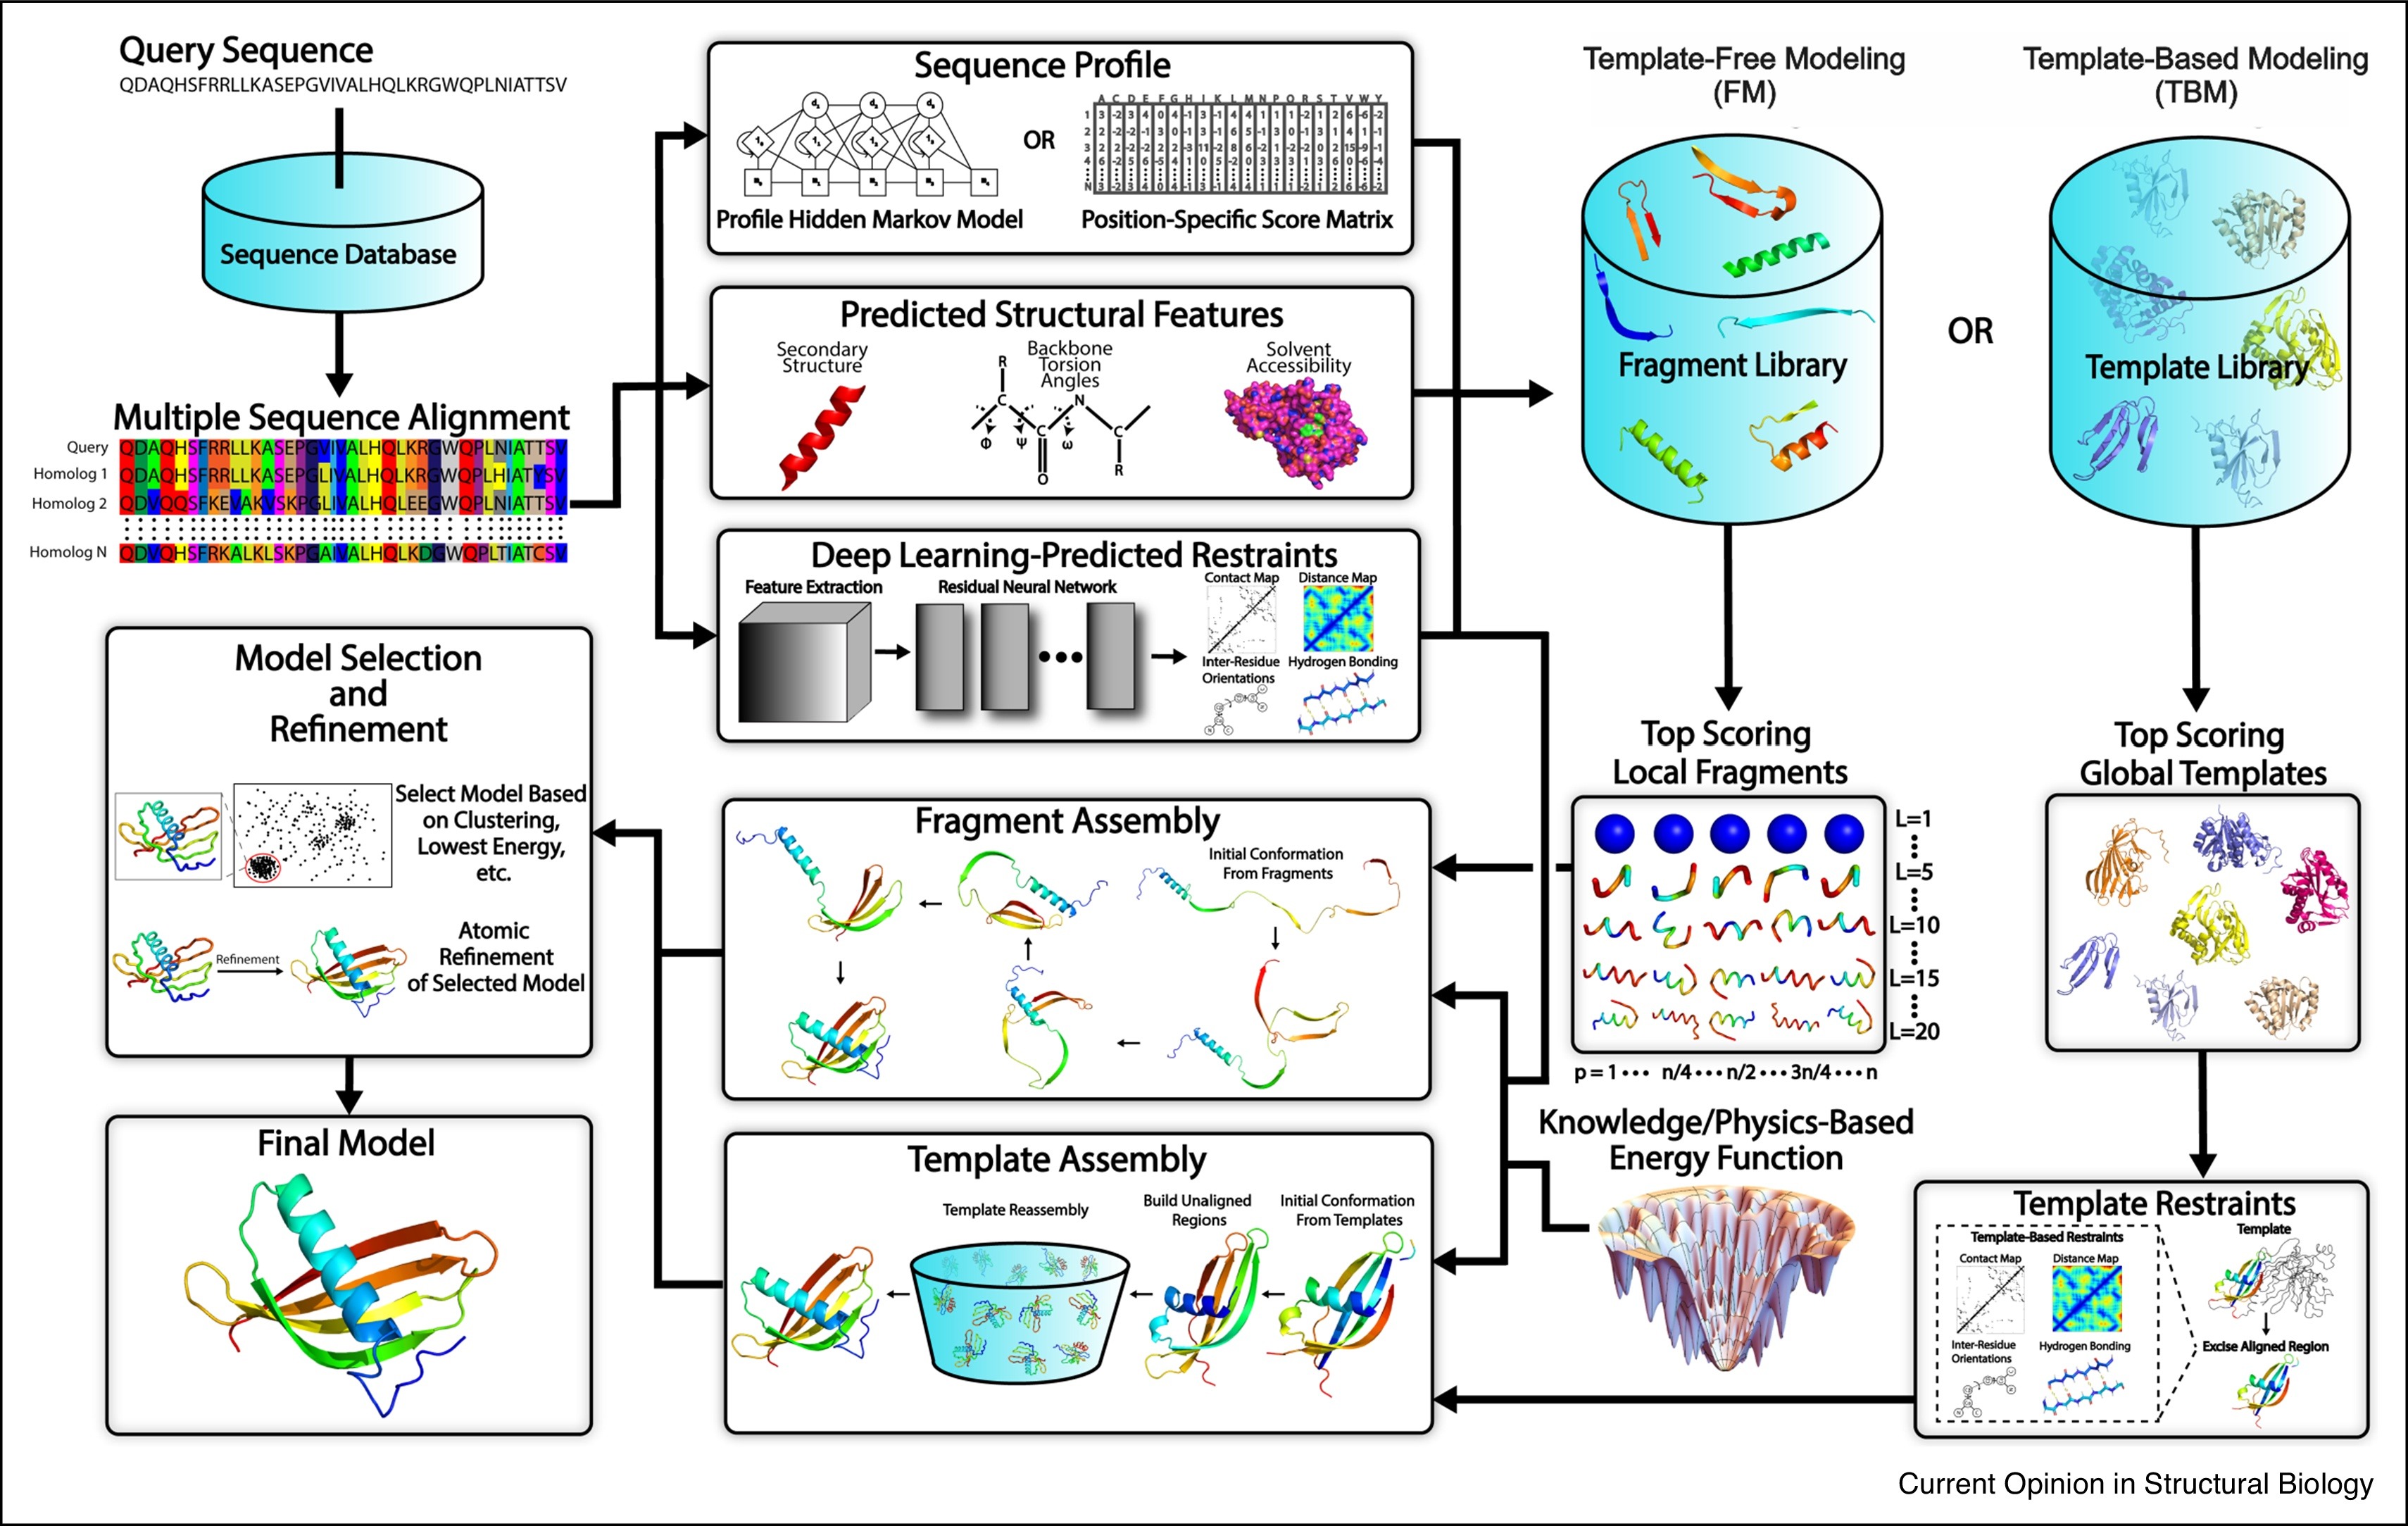 Query Sequence
QDAQHSFRRLLKASEPGVIVALHQLKRGWQPLNIATTSV
Sequence Database
Multiple Sequence Alignment
Query QDAQHSFRRLLKASEPGVIVALHQLKRGWQPLNIATTSV
Homolog 1 QDAQHSFRRLLKASEPGLIVALHQLKRGWQPLHIATYSV
Homolog 2 QDVQQSFKEVAKVSKPGLIVALHQLEEGWQPLNIATTSV
Homolog N QDVQHSFRKALKLSKPGAIVALHQLKDGWQPLTIATCSV
Sequence Profile
OR
A C D E F G H I K L M N P Q R S T V W Y
1
2
3
4
N
Profile Hidden Markov Model
Position-Specific Score Matrix
Predicted Structural Features
Secondary
Structure
Backbone
Torsion
Angles
R
C
N
C
C
Φ
Ψ
ω
O
R
Solvent
Accessibility
Deep Learning-Predicted Restraints
Feature Extraction
Residual Neural Network
Contact Map
Distance Map
Inter-Residue
Orientations
Hydrogen Bonding
Template-Free Modeling
(FM)
Fragment Library
OR
Template-Based Modeling
(TBM)
Template Library
Top Scoring
Local Fragments
L=1
L=5
L=10
L=15
L=20
p = 1 ••• n/4 ••• n/2 ••• 3n/4 ••• n
Top Scoring
Global Templates
Knowledge/Physics-Based
Energy Function
Template Restraints
Template-Based Restraints
Contact Map
Distance Map
Inter-Residue
Orientations
Hydrogen Bonding
Template
Excise Aligned Region
Fragment Assembly
Initial Conformation
From Fragments
Template Assembly
Template Reassembly
Build Unaligned
Regions
Initial Conformation
From Templates
Model Selection
and
Refinement
Select Model Based
on Clustering,
Lowest Energy,
etc.
Refinement
Atomic
Refinement
of Selected Model
Final Model
Current Opinion in Structural Biology